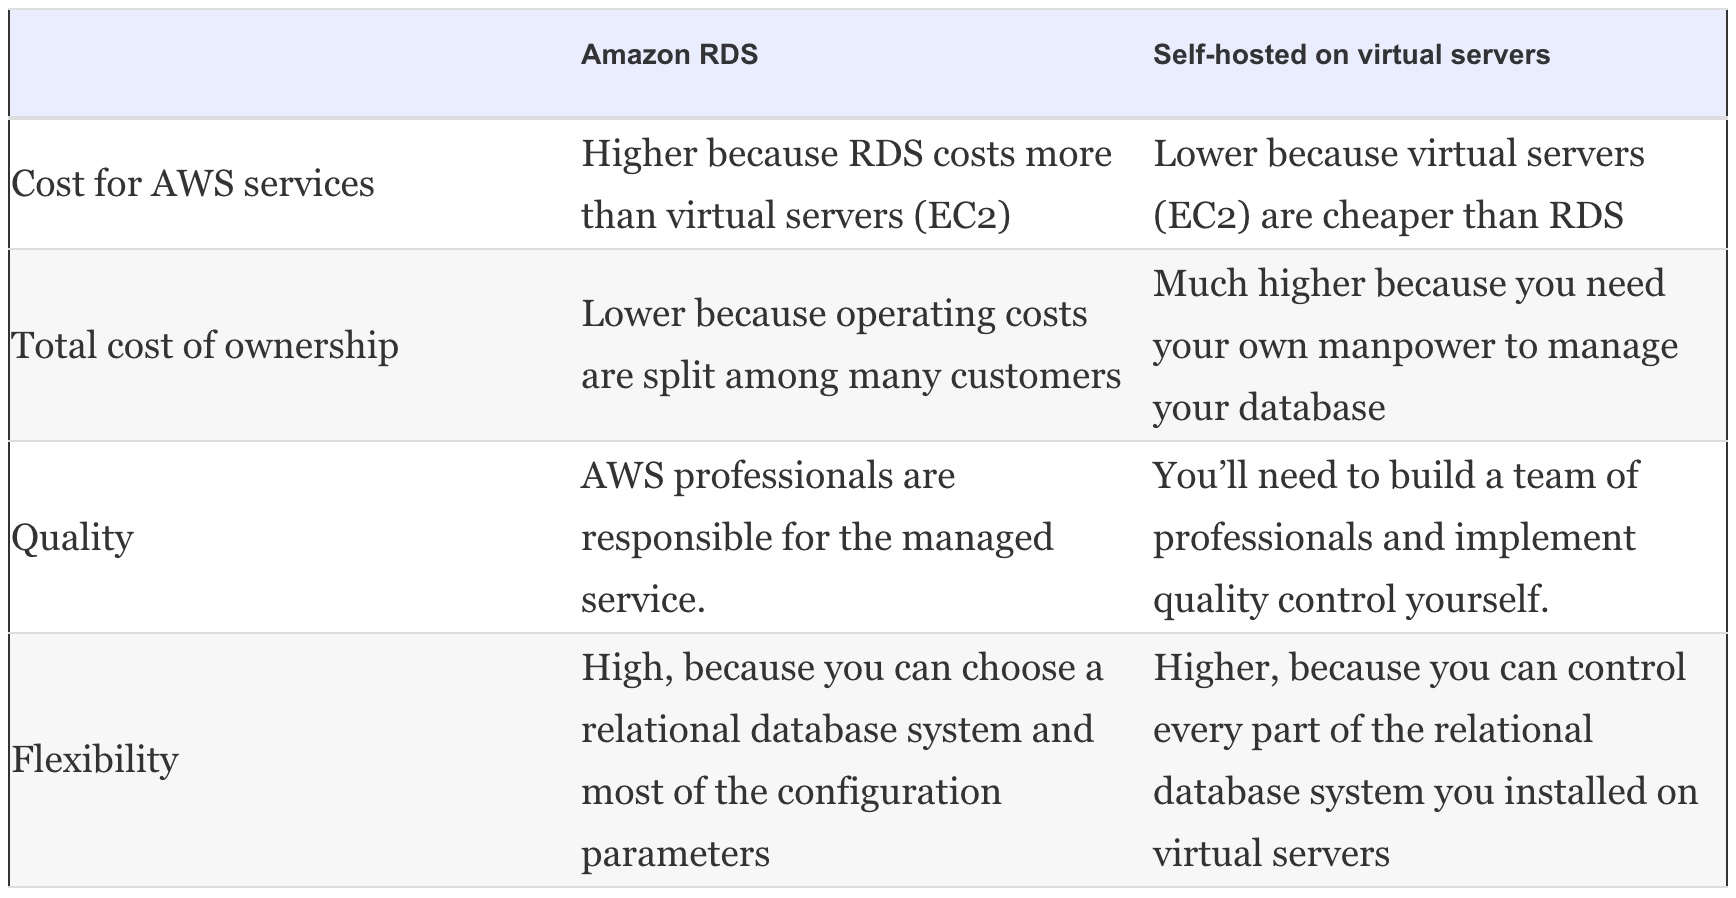 Amazon RDS
Self-hosted on virtual servers
Cost for AWS services
Higher because RDS costs more
than virtual servers (EC2)
Lower because virtual servers
(EC2) are cheaper than RDS
Total cost of ownership
Lower because operating costs
are split among many customers
Much higher because you need
your own manpower to manage
your database
Quality
AWS professionals are
responsible for the managed
service.
You’ll need to build a team of
professionals and implement
quality control yourself.
Flexibility
High, because you can choose a
relational database system and
most of the configuration
parameters
Higher, because you can control
every part of the relational
database system you installed on
virtual servers